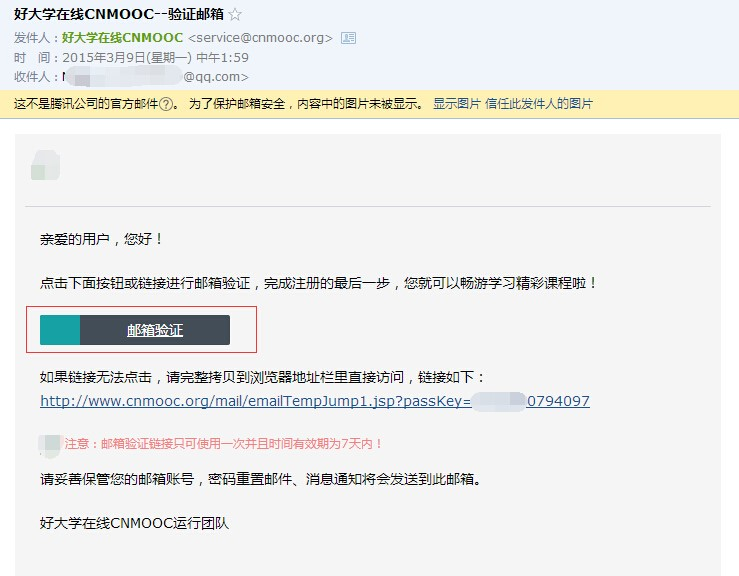 好大学在线CNMOOC--验证邮箱☆
发件人：好大学在线CNMOOC <service@cnmooc.org>
时 间：2015年3月9日(星期一) 中午1:59
收件人：@qq.com>
这不是腾讯公司的官方邮件?。 为了保护邮箱安全，内容中的图片未被显示。 显示图片 信任此发件人的图片
亲爱的用户，您好！
点击下面按钮或链接进行邮箱验证，完成注册的最后一步，您就可以畅游学习精彩课程啦！
邮箱验证
如果链接无法点击，请完整拷贝到浏览器地址栏里直接访问，链接如下：
http://www.cnmooc.org/mail/emailTempJump1.jsp?passKey=0794097
注意：邮箱验证链接只可使用一次并且时间有效期为7天内！
请妥善保管您的邮箱账号，密码重置邮件、消息通知将会发送到此邮箱。
好大学在线CNMOOC运行团队